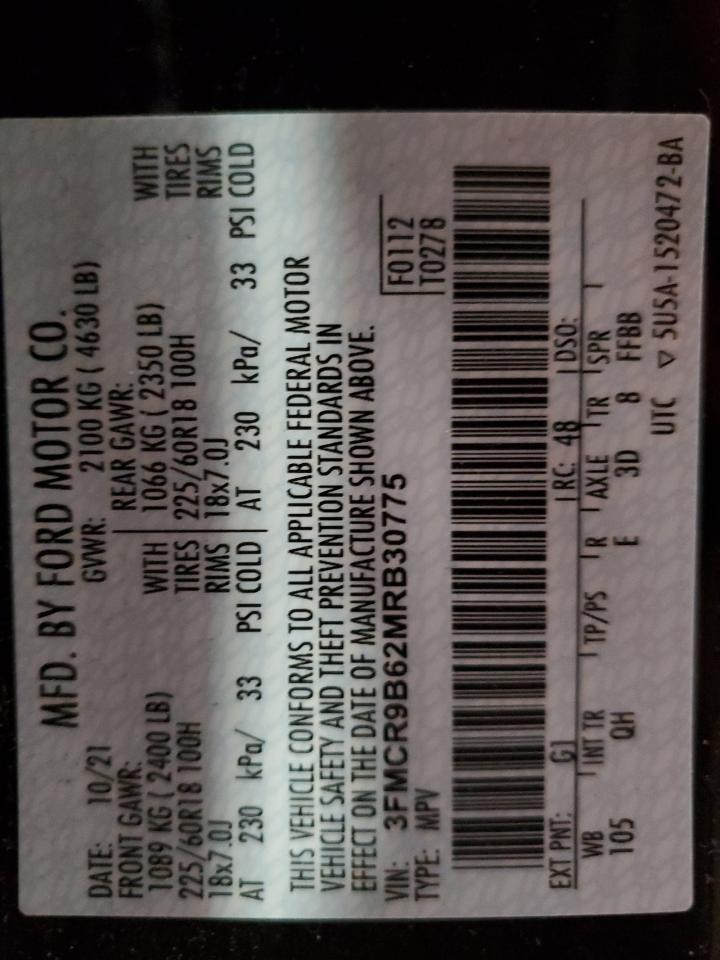 MFD. BY FORD MOTOR CO.
DATE: 10/21 GVWR: 2100 KG ( 4630 LB)
FRONT GAWR: REAR GAWR:
1089 KG ( 2400 LB) WITH 1066 KG ( 2350 LB) WITH
225/60R18 100H TIRES 225/60R18 100H TIRES
18x7.0J RIMS 18x7.0J RIMS
AT 230 kPa/ 33 PSI COLD AT 230 kPa/ 33 PSI COLD
THIS VEHICLE CONFORMS TO ALL APPLICABLE FEDERAL MOTOR
VEHICLE SAFETY AND THEFT PREVENTION STANDARDS IN
EFFECT ON THE DATE OF MANUFACTURE SHOWN ABOVE.
VIN: 3FMCR9B62MRB30775 F0112
TYPE: MPV T0278
EXT PNT: G1 RC: 48 DSO:
WB INT TR TP/PS R AXLE TR SPR
105 QH E 3D 8 FFBB
UTC ▽ 5U5A-1520472-BA